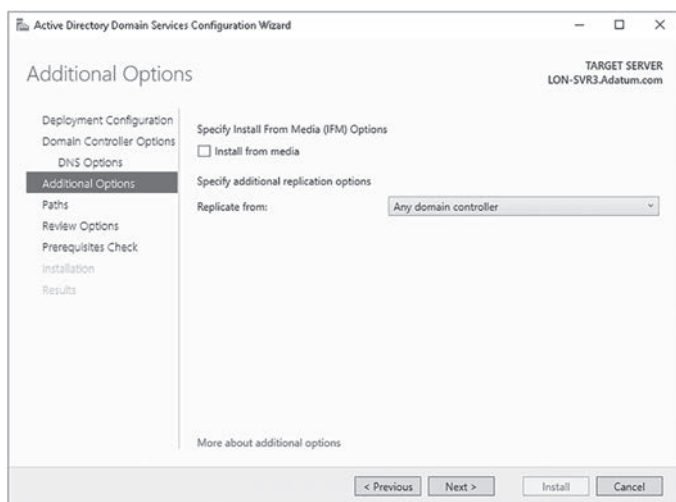 Active Directory Domain Services Configuration Wizard
Additional Options
TARGET SERVER
LON-SVR3.Adatum.com
Deployment Configuration
Domain Controller Options
DNS Options
Additional Options
Paths
Review Options
Prerequisites Check
Installation
Results
Specify Install From Media (IFM) Options
Install from media
Specify additional replication options
Replicate from:
Any domain controller
More about additional options
< Previous
Next >
Install
Cancel